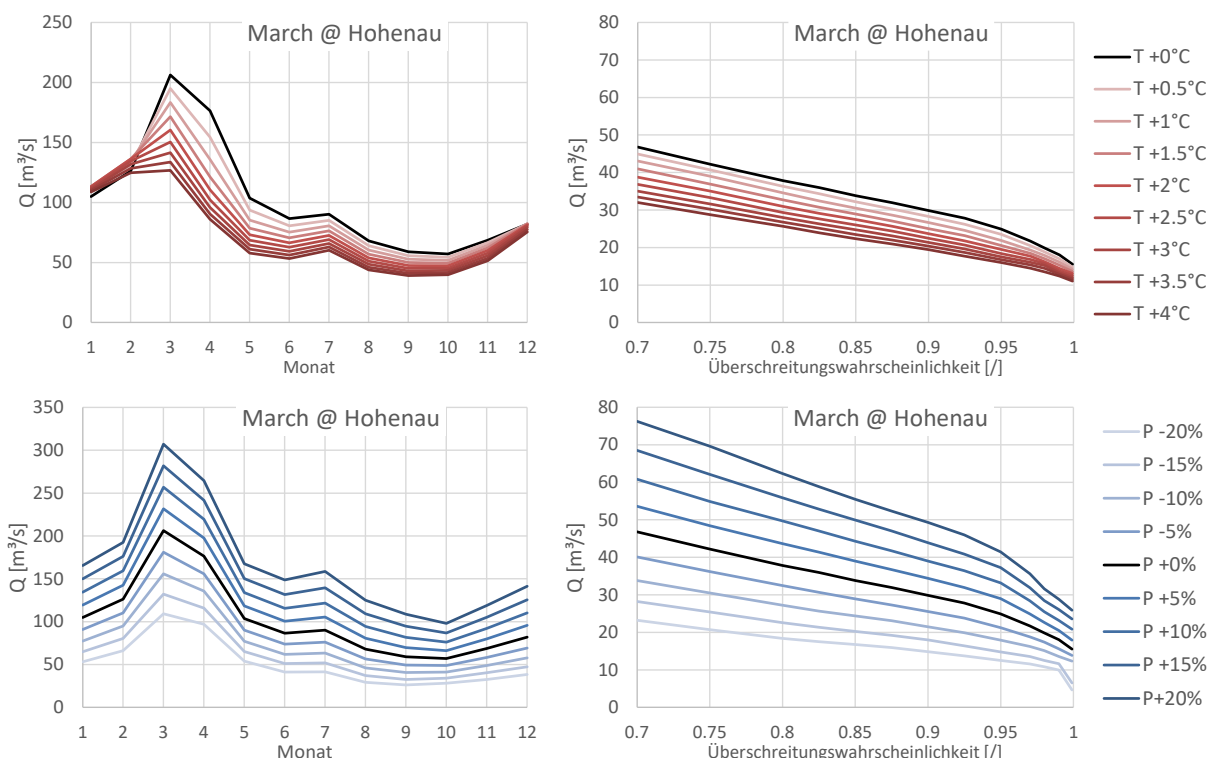 March @ Hohenau
250
200
150
100
50
0
Q [m³/s]
1 2 3 4 5 6 7 8 9 10 11 12
Monat
March @ Hohenau
80
70
60
50
40
30
20
10
0
Q [m³/s]
0.7 0.75 0.8 0.85 0.9 0.95 1
Überschreitungswahrscheinlichkeit [/]
T +0°C
T +0.5°C
T +1°C
T +1.5°C
T +2°C
T +2.5°C
T +3°C
T +3.5°C
T +4°C
March @ Hohenau
350
300
250
200
150
100
50
0
Q [m³/s]
1 2 3 4 5 6 7 8 9 10 11 12
Monat
March @ Hohenau
80
70
60
50
40
30
20
10
0
Q [m³/s]
0.7 0.75 0.8 0.85 0.9 0.95 1
Überschreitungswahrscheinlichkeit [/]
P -20%
P -15%
P -10%
P -5%
P +0%
P +5%
P +10%
P +15%
P+20%